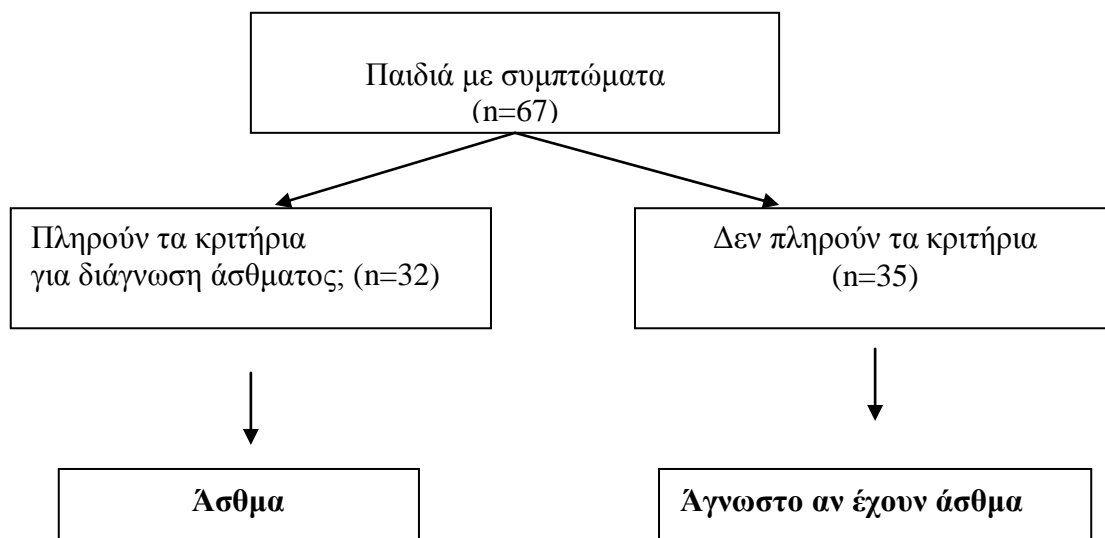 Παιδιά με συμπτώματα
(n=67)
Πληρούν τα κριτήρια
για διάγνωση άσθματος; (n=32)
Δεν πληρούν τα κριτήρια
(n=35)
Άσθμα
Άγνωστο αν έχουν άσθμα